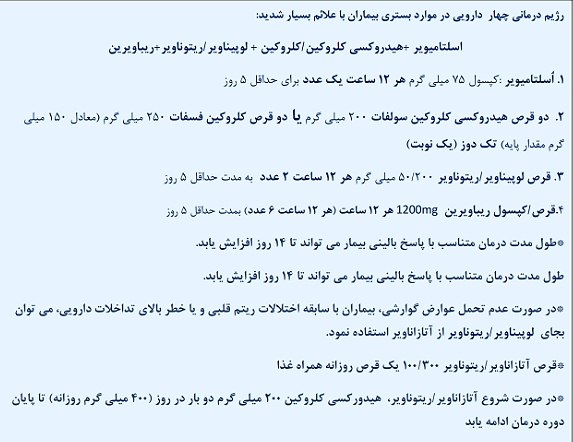 رژیم درمانی چهار دارویی در موارد بستری بیماران با علائم بسیار شدید:
اسلتامیویر +هیدروکسی کلروکین/کلروکین + لوپیناویر/ریتوناویر+ریباویرین
۱. اُسلتامیویر :کپسول ۷۵ میلی گرم هر ۱۲ ساعت یک عدد برای حداقل ۵ روز
۲. دو قرص هیدروکسی کلروکین سولفات ۲۰۰ میلی گرم یا دو قرص کلروکین فسفات ۲۵۰ میلی گرم (معادل ۱۵۰ میلی
گرم مقدار پایه) تک دوز (یک نوبت)
۳. قرص لوپیناویر/ریتوناویر ۵۰/۲۰۰ میلی گرم هر ۱۲ ساعت ۲ عدد به مدت حداقل ۵ روز
۴.قرص/کپسول ریباویرین 1200mg هر ۱۲ ساعت (هر ۱۲ ساعت ۶ عدد) بمدت حداقل ۵ روز
*طول مدت درمان متناسب با پاسخ بالینی بیمار می تواند تا ۱۴ روز افزایش یابد.
طول مدت درمان متناسب با پاسخ بالینی بیمار می تواند تا ۱۴ روز افزایش یابد.
*در صورت عدم تحمل عوارض گوارشی، بیماران با سابقه اختلالات ریتم قلبی و یا خطر بالای تداخلات دارویی، می توان
بجای لوپیناویر/ریتوناویر از آتازاناویر استفاده نمود.
*قرص آتازاناویر/ریتوناویر ۱۰۰/۳۰۰ یک قرص روزانه همراه غذا
*در صورت شروع آتازاناویر/ریتوناویر، هیدورکسی کلروکین ۲۰۰ میلی گرم دو بار در روز (۴۰۰ میلی گرم روزانه) تا پایان
دوره درمان ادامه یابد